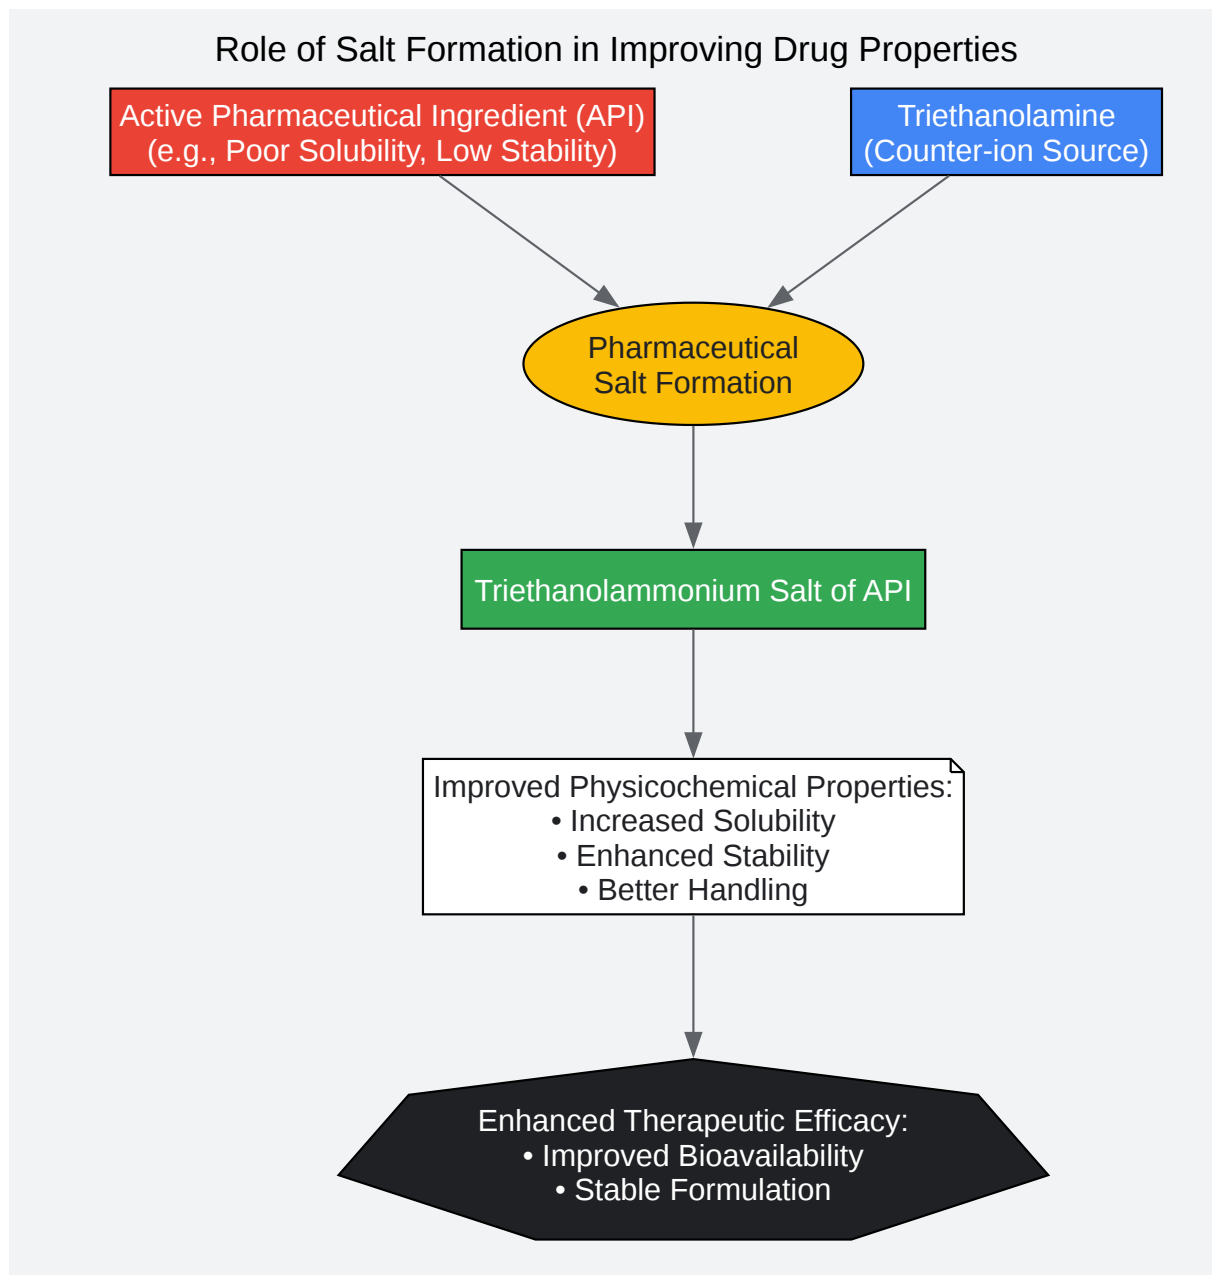 Role of Salt Formation in Improving Drug Properties
Active Pharmaceutical Ingredient (API)
(e.g., Poor Solubility, Low Stability)
Triethanolamine
(Counter-ion Source)
Pharmaceutical
Salt Formation
Triethanolammonium Salt of API
Improved Physicochemical Properties:
• Increased Solubility
• Enhanced Stability
• Better Handling
Enhanced Therapeutic Efficacy:
• Improved Bioavailability
• Stable Formulation